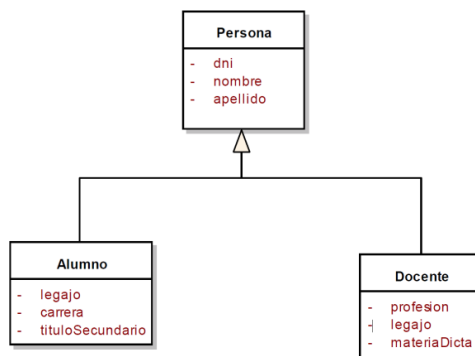 Persona
- dni
- nombre
- apellido
Alumno
- legajo
- carrera
- tituloSecundario
Docente
- profesion
- legajo
- materiaDicta